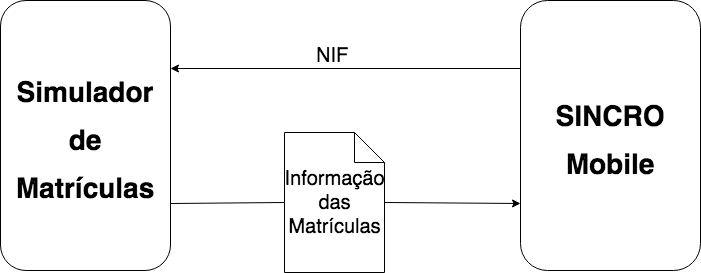 Simulador
de
Matrículas
NIF
Informação
das
Matrículas
SINCRO
Mobile